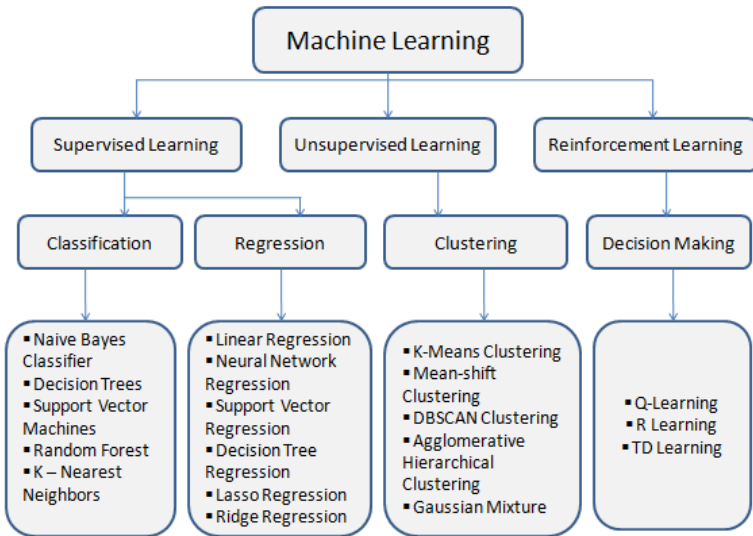 Machine Learning
Supervised Learning
Unsupervised Learning
Reinforcement Learning
Classification
Regression
Clustering
Decision Making
▪ Naive Bayes
Classifier
▪ Decision Trees
▪ Support Vector
Machines
▪ Random Forest
▪ K – Nearest
Neighbors
▪ Linear Regression
▪ Neural Network
Regression
▪ Support Vector
Regression
▪ Decision Tree
Regression
▪ Lasso Regression
▪ Ridge Regression
▪ K-Means Clustering
▪ Mean-shift
Clustering
▪ DBSCAN Clustering
▪ Agglomerative
Hierarchical
Clustering
▪ Gaussian Mixture
▪ Q-Learning
▪ R Learning
▪ TD Learning